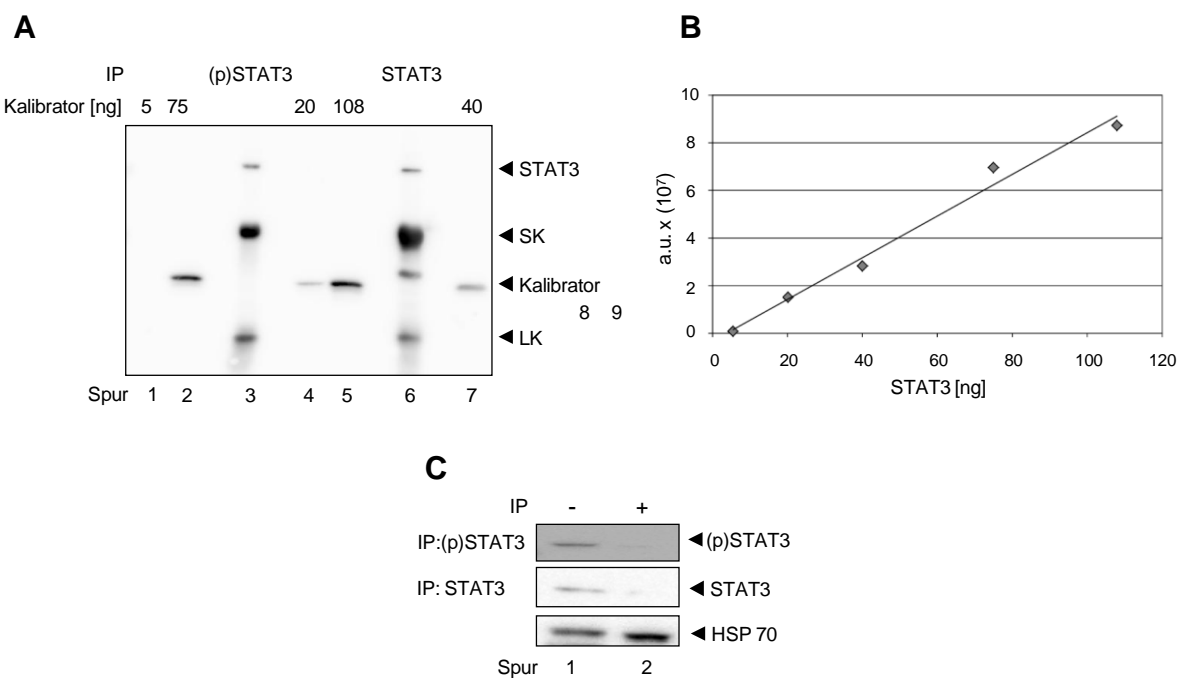 A
IP (p)STAT3 STAT3
Kalibrator [ng] 5 75 20 108 40
STAT3
SK
Kalibrator
8 9
LK
Spur 1 2 3 4 5 6 7
B
10
8
6
4
2
0
a.u. x (10⁷)
0 20 40 60 80 100 120
STAT3 [ng]
C
IP - +
IP:(p)STAT3 (p)STAT3
IP: STAT3 STAT3
HSP 70
Spur 1 2